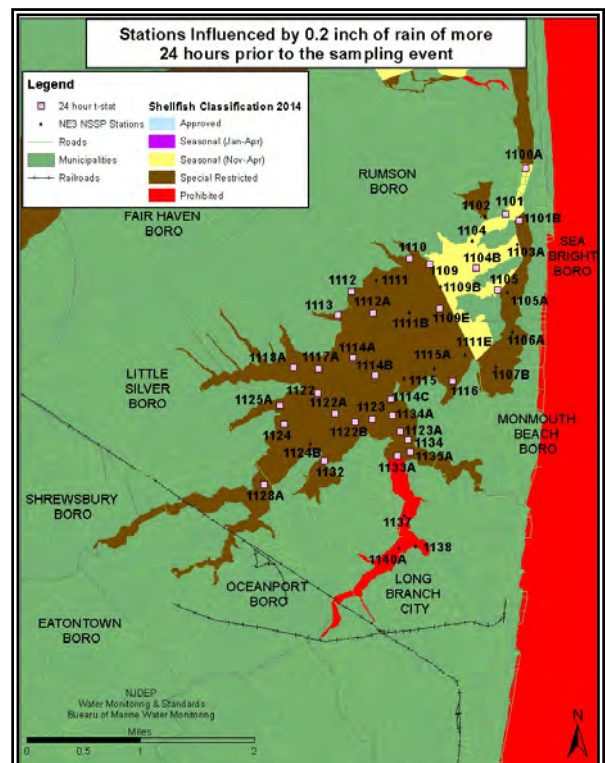 Stations Influenced by 0.2 inch of rain of more
24 hours prior to the sampling event
Legend
24 hour t-stat
NE3 NSSP Stations
Roads
Municipalities
Railroads
Shellfish Classification 2014
Approved
Seasonal (Jan-Apr)
Seasonal (Nov-Apr)
Special Restricted
Prohibited
1100A
RUMSON
BORO
1102
1101
1101B
FAIR HAVEN
BORO
1104
SEA
BRIGHT
BORO
1103A
1110
1109
1104B
1112
1111
1109B
1105
1105A
1113
1112A
1111B
1109E
1106A
1111E
1114A
1118A
1117A
1114B
1115A
1107B
LITTLE
SILVER
BORO
1115
1116
1125A
1122
1122A
1123
1114C
1134A
MONMOUTH
BEACH
BORO
1124
1122B
1123A
1134
1124B
1132
1135A
1133A
1128A
SHREWSBURY
BORO
1137
1138
1140A
OCEANPORT
BORO
LONG
BRANCH
CITY
EATONTOWN
BORO
NJDEP
Water Monitoring & Standards
Bueuaru of Marine Water Monitoring
Miles
0 0.5 1 2
N